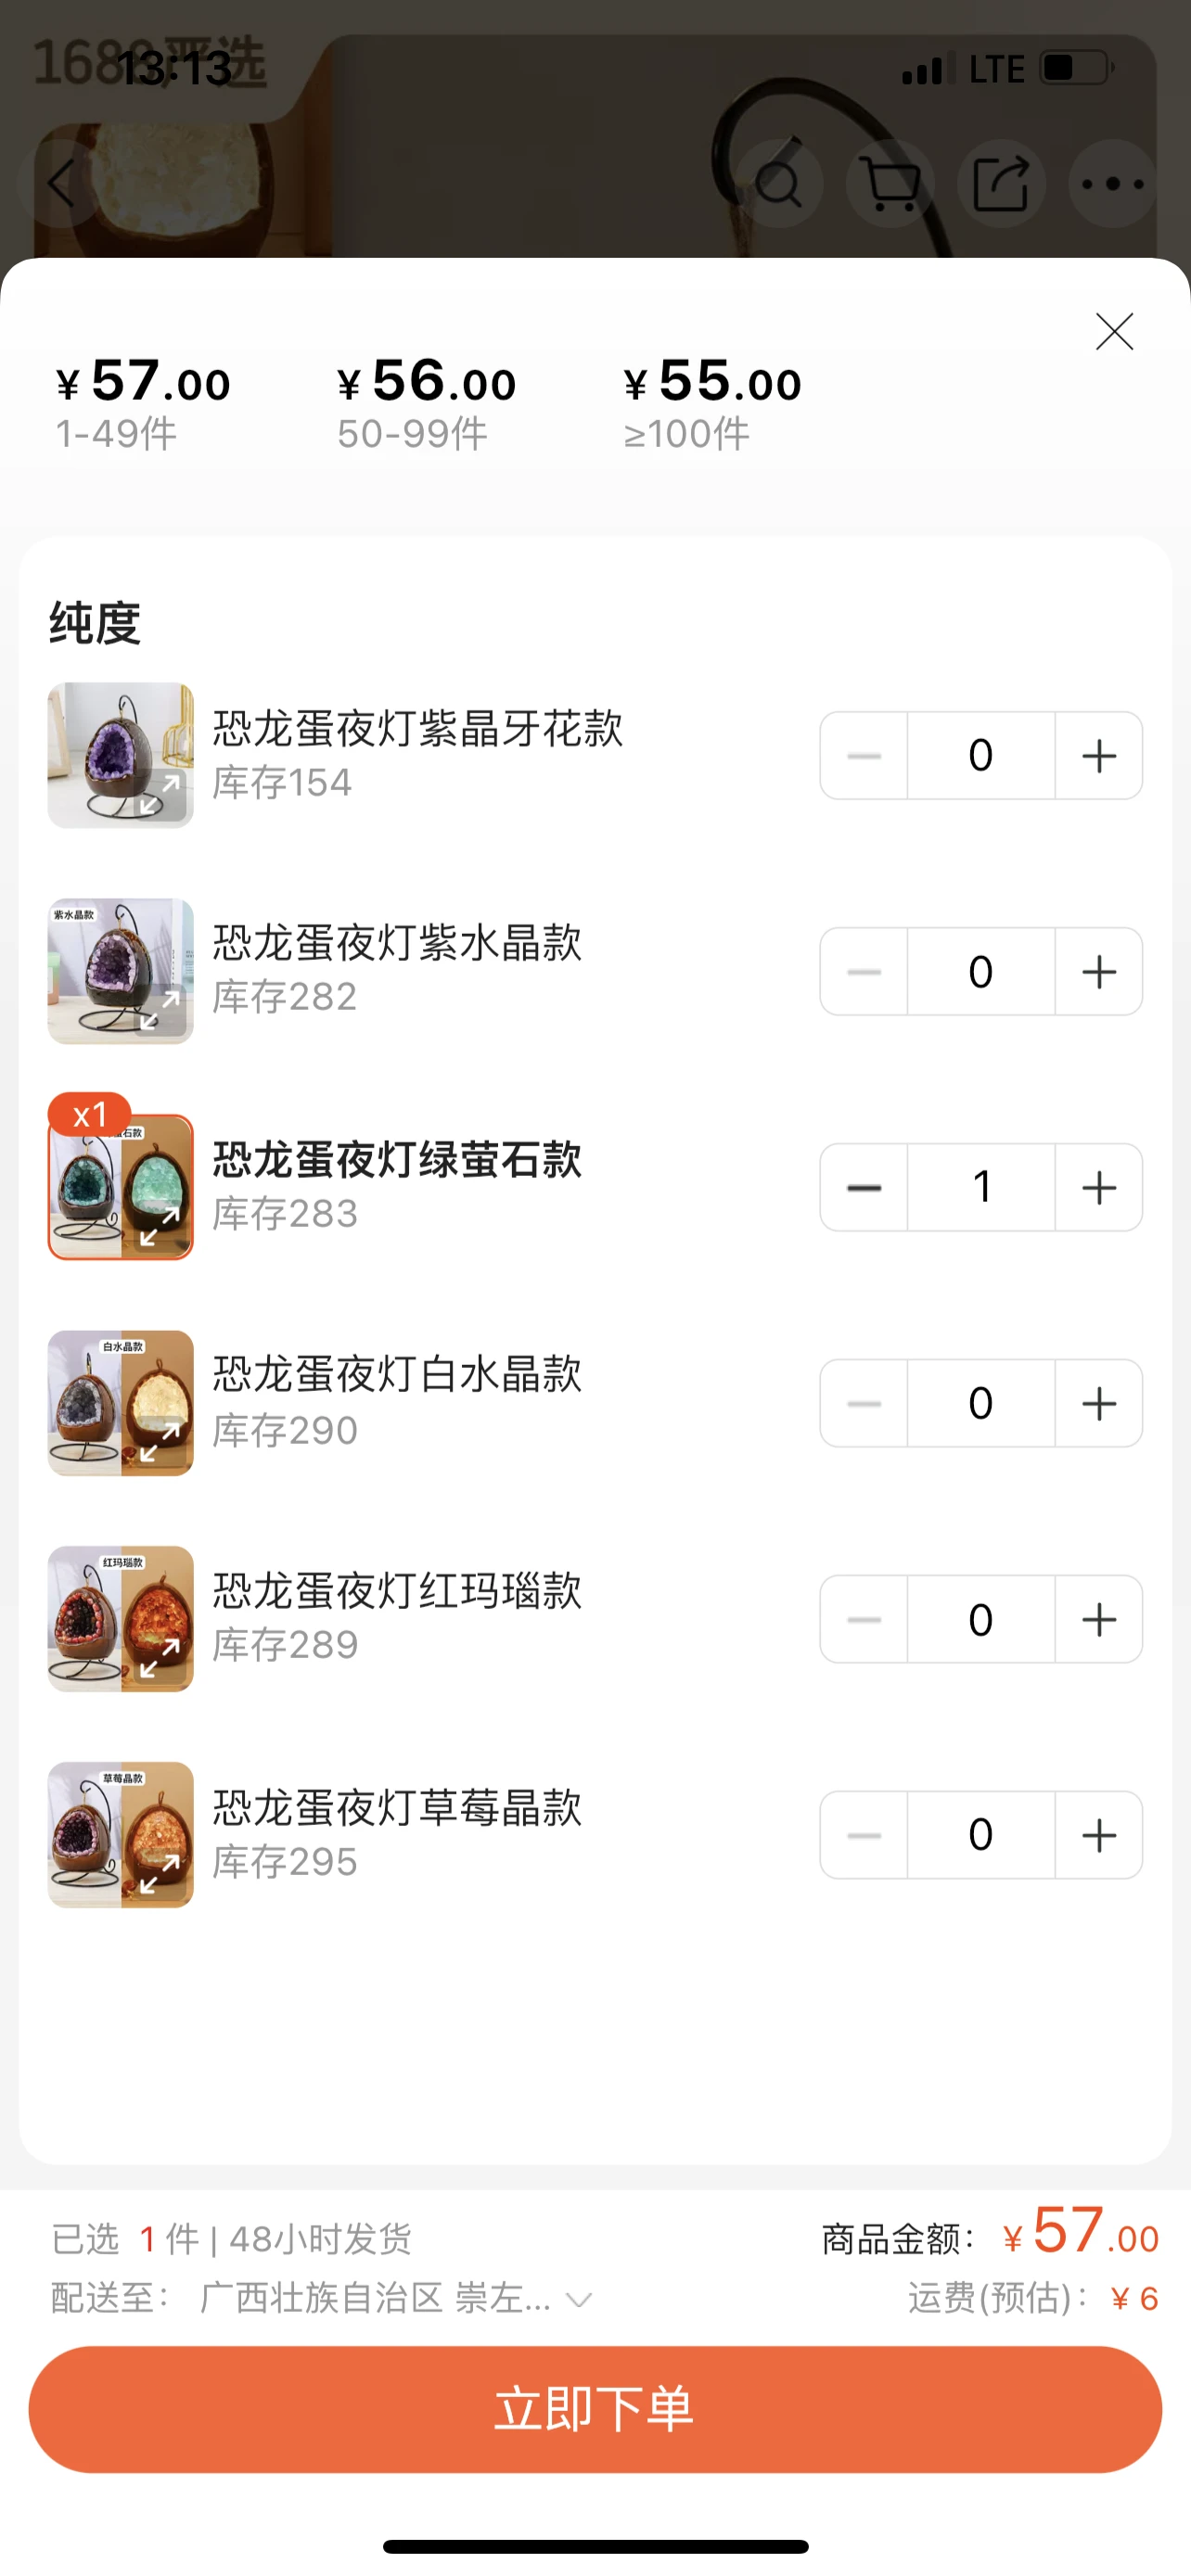 1688严选
13:13
LTE
¥57.00 ¥56.00 ¥55.00
1-49件 50-99件 ≥100件
纯度
恐龙蛋夜灯紫晶牙花款
库存154
0
紫水晶款
恐龙蛋夜灯紫水晶款
库存282
0
x1
石款
恐龙蛋夜灯绿萤石款
库存283
1
白水晶款
恐龙蛋夜灯白水晶款
库存290
0
红玛瑙款
恐龙蛋夜灯红玛瑙款
库存289
0
草莓晶款
恐龙蛋夜灯草莓晶款
库存295
0
已选 1 件 | 48小时发货 商品金额：¥57.00
配送至： 广西壮族自治区 崇左... 运费(预估)：¥6
立即下单